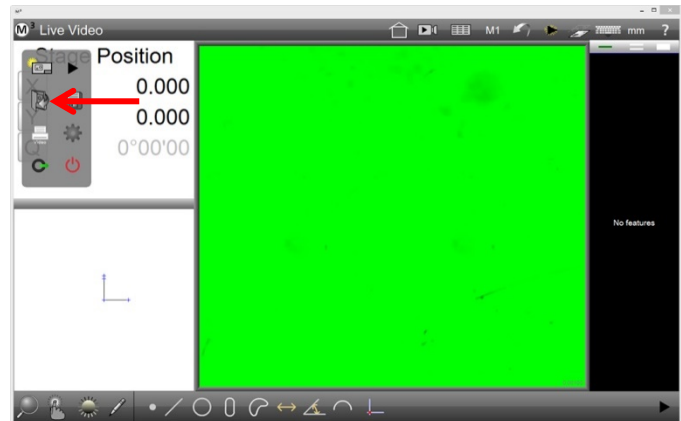 M³ Live Video
M1
mm
?
Stage Position
X 0.000
Y 0.000
Q 0°00'00
No features